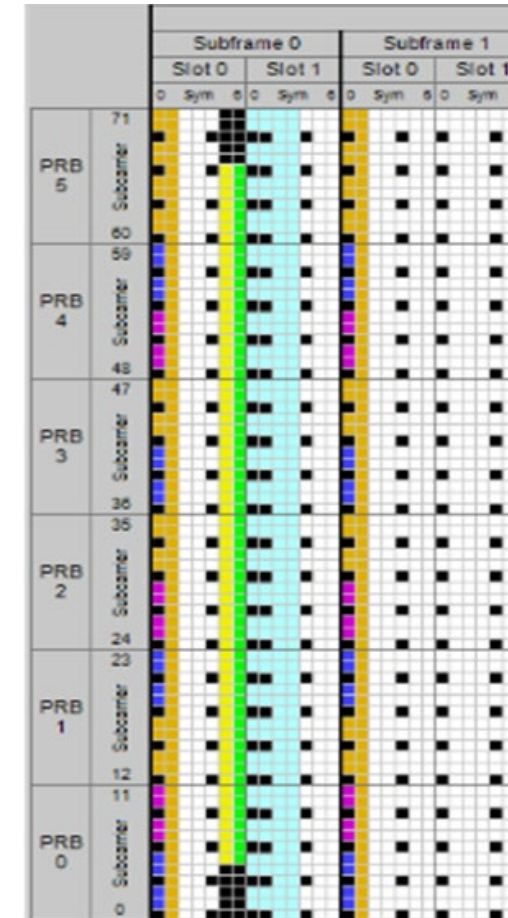 Subframe 0 Subframe 1
Slot 0 Slot 1 Slot 0 Slot 1
0 Sym 6 0 Sym 6 0 Sym 6 0 Sym
71
PRB
5
Subcarrier
60
59
PRB
4
Subcarrier
48
47
PRB
3
Subcarrier
36
35
PRB
2
Subcarrier
24
23
PRB
1
Subcarrier
12
11
PRB
0
Subcarrier
0